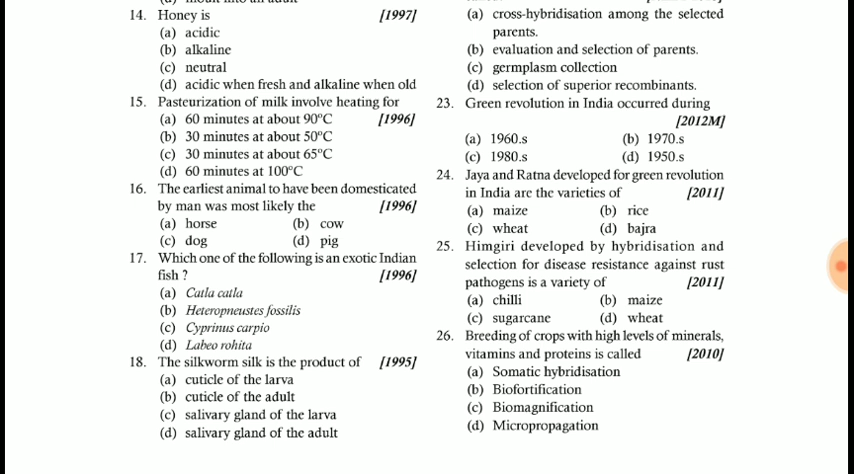 14. Honey is [1997]
(a) acidic
(b) alkaline
(c) neutral
(d) acidic when fresh and alkaline when old
15. Pasteurization of milk involve heating for
(a) 60 minutes at about 90°C [1996]
(b) 30 minutes at about 50°C
(c) 30 minutes at about 65°C
(d) 60 minutes at 100°C
16. The earliest animal to have been domesticated
by man was most likely the [1996]
(a) horse (b) cow
(c) dog (d) pig
17. Which one of the following is an exotic Indian
fish ? [1996]
(a) Catla catla
(b) Heteropneustes fossilis
(c) Cyprinus carpio
(d) Labeo rohita
18. The silkworm silk is the product of [1995]
(a) cuticle of the larva
(b) cuticle of the adult
(c) salivary gland of the larva
(d) salivary gland of the adult
(a) cross-hybridisation among the selected
parents.
(b) evaluation and selection of parents.
(c) germplasm collection
(d) selection of superior recombinants.
23. Green revolution in India occurred during
[2012M]
(a) 1960.s (b) 1970.s
(c) 1980.s (d) 1950.s
24. Jaya and Ratna developed for green revolution
in India are the varieties of [2011]
(a) maize (b) rice
(c) wheat (d) bajra
25. Himgiri developed by hybridisation and
selection for disease resistance against rust
pathogens is a variety of [2011]
(a) chilli (b) maize
(c) sugarcane (d) wheat
26. Breeding of crops with high levels of minerals,
vitamins and proteins is called [2010]
(a) Somatic hybridisation
(b) Biofortification
(c) Biomagnification
(d) Micropropagation